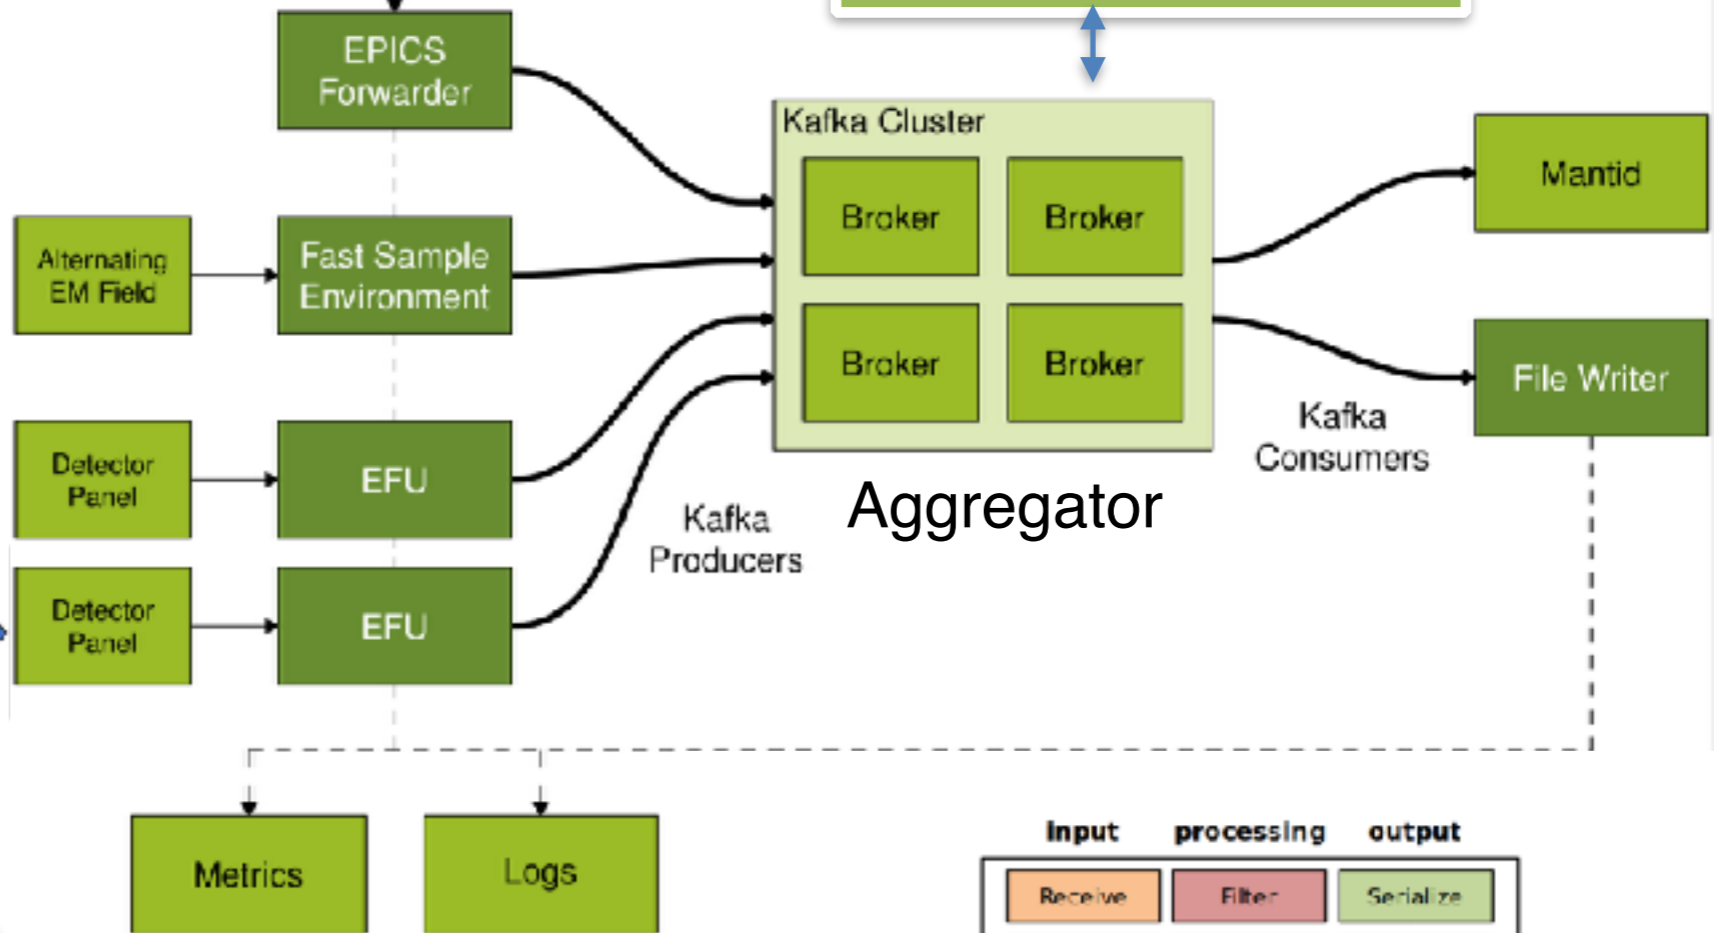 EPICS
Forwarder
Kafka Cluster
Broker
Broker
Mantid
Alternating
EM Field
Fast Sample
Environment
Broker
Broker
File Writer
Kafka
Consumers
Detector
Panel
EFU
Aggregator
Kafka
Producers
Detector
Panel
EFU
Metrics
Logs
input
processing
output
Receive
Filter
Serialize